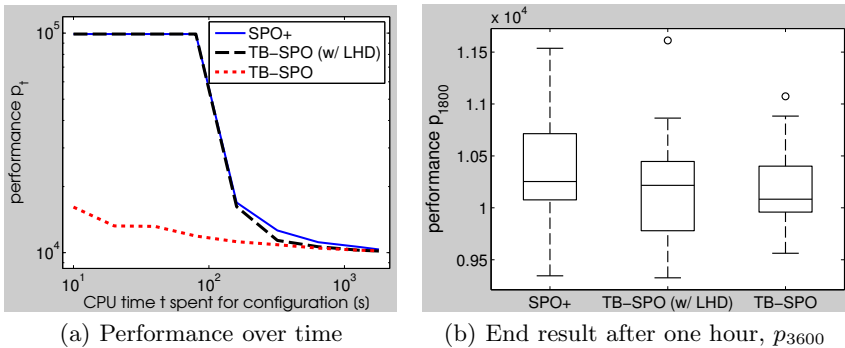 10^5
10^4
performance p_t
SPO+
TB−SPO (w/ LHD)
TB−SPO
10^1
10^2
10^3
CPU time t spent for configuration [s]
(a) Performance over time
x 10^4
1.15
1.1
1.05
1
0.95
performance p_1800
SPO+
TB−SPO (w/ LHD)
TB−SPO
(b) End result after one hour, p_3600